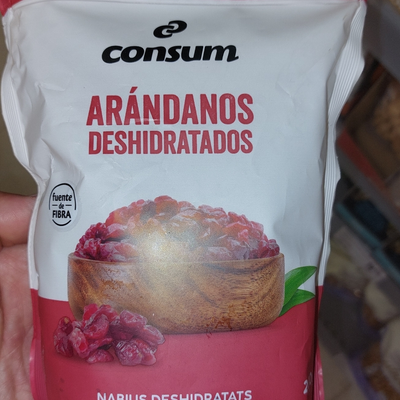 consum
ARÁNDANOS
DESHIDRATADOS
fuente
de
FIBRA
NABIUS DESHIDRATATS